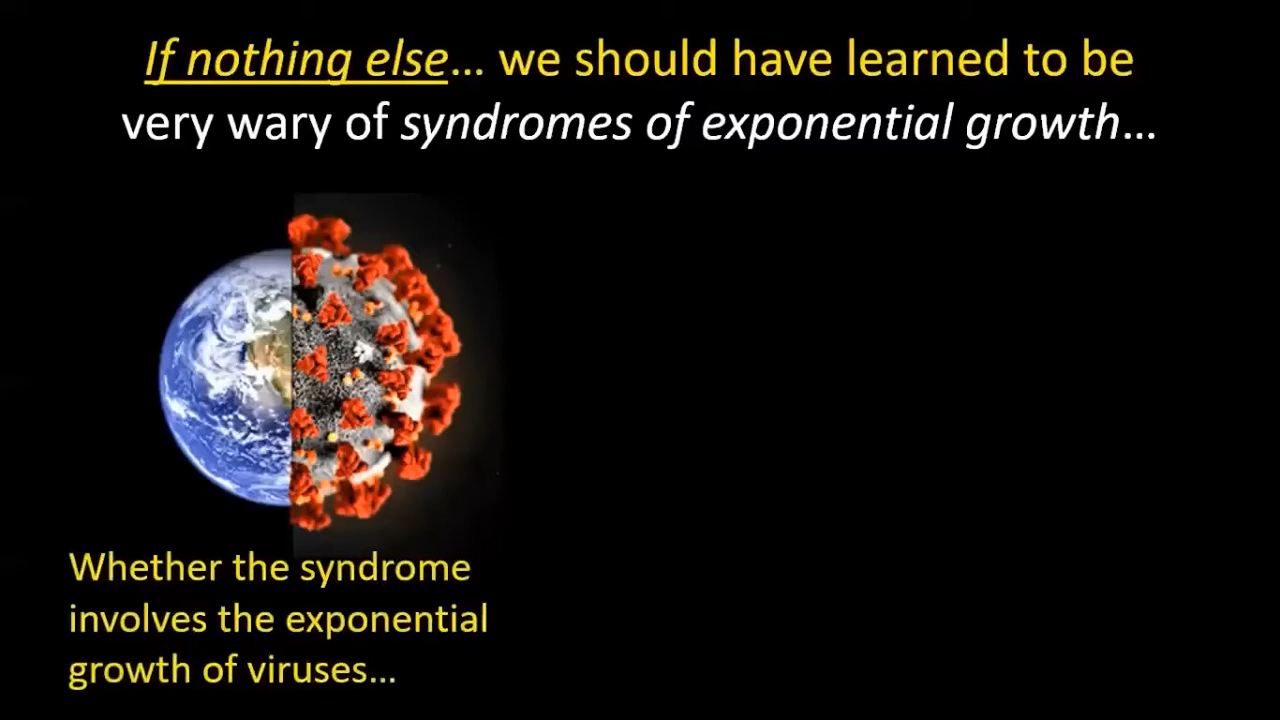 If nothing else… we should have learned to be
very wary of syndromes of exponential growth…
Whether the syndrome
involves the exponential
growth of viruses…